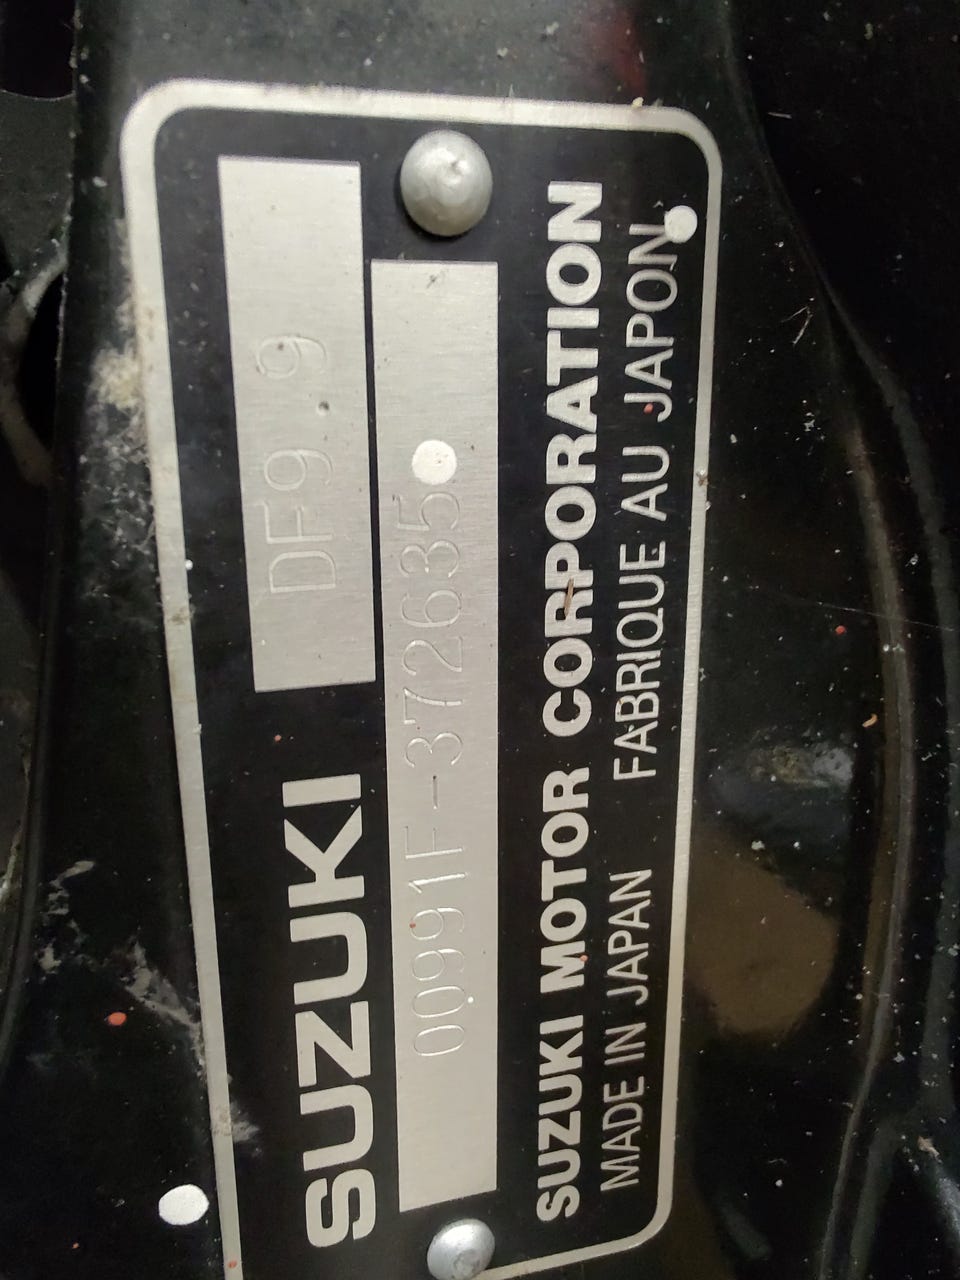 SUZUKI DF9.9
00991F-372635
SUZUKI MOTOR CORPORATION
MADE IN JAPAN FABRIQUE AU JAPON